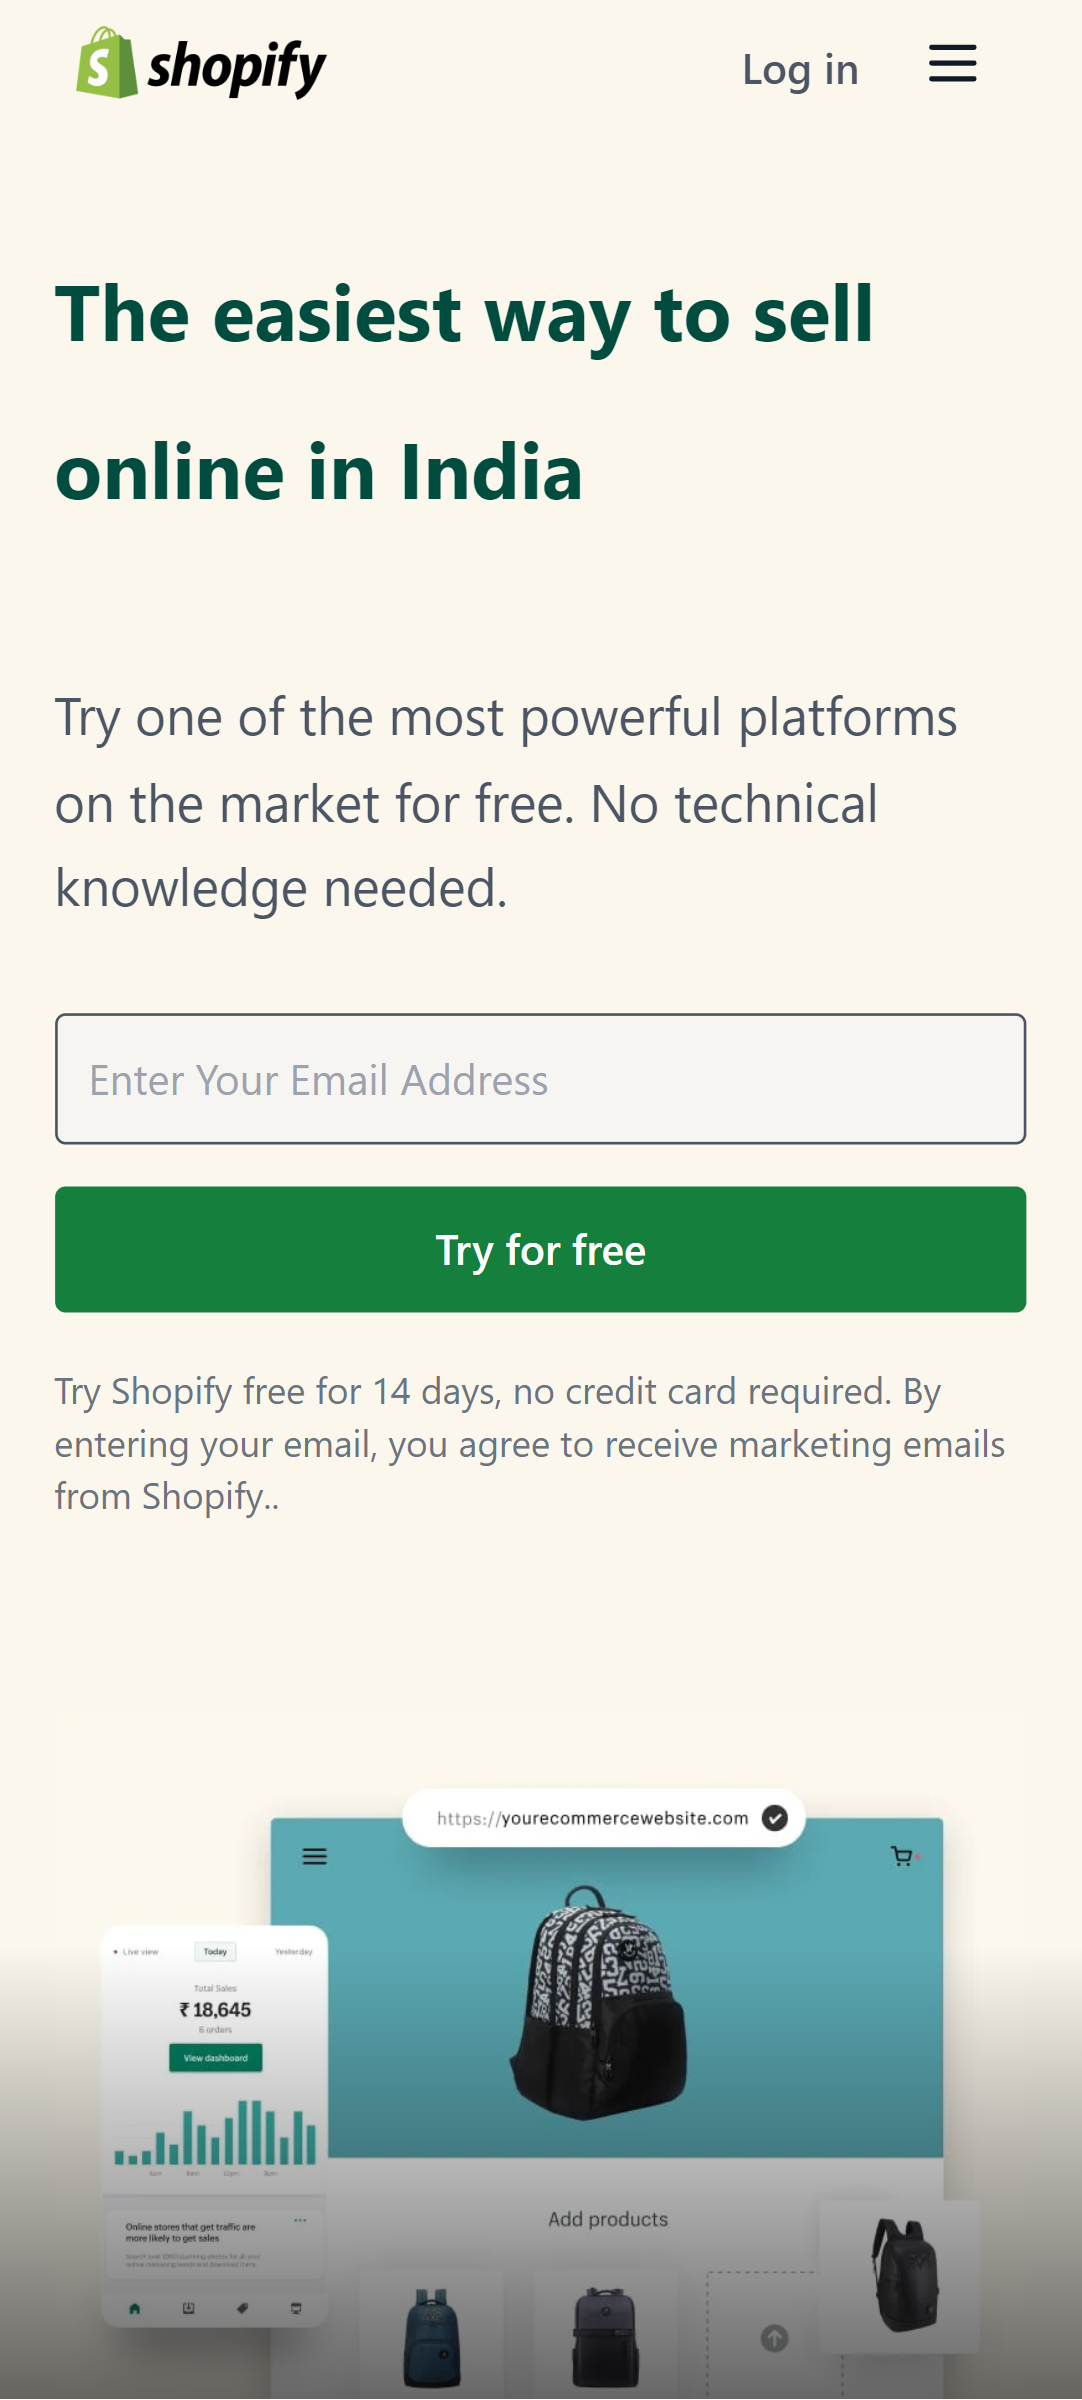 shopify
Log in
The easiest way to sell
online in India
Try one of the most powerful platforms
on the market for free. No technical
knowledge needed.
Enter Your Email Address
Try for free
Try Shopify free for 14 days, no credit card required. By
entering your email, you agree to receive marketing emails
from Shopify..
https://yourecommercewebsite.com
Live view Today Yesterday
Total Sales
₹ 18,645
6 orders
View dashboard
Online stores that get traffic are
more likely to get sales
Add products